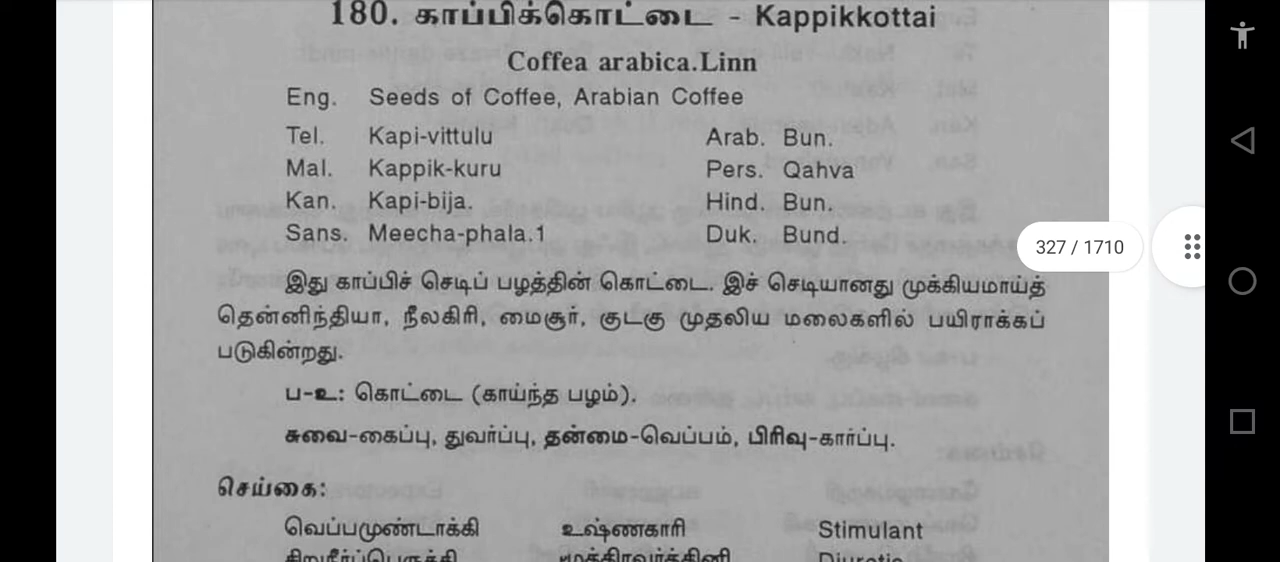 180. காப்பிக்கொட்டை - Kappikkottai
Coffea arabica.Linn
Eng. Seeds of Coffee, Arabian Coffee
Tel. Kapi-vittulu Arab. Bun.
Mal. Kappik-kuru Pers. Qahva
Kan. Kapi-bija. Hind. Bun.
Sans. Meecha-phala.1 Duk. Bund.
327 / 1710
இது காப்பிச் செடிப் பழத்தின் கொட்டை. இச் செடியானது முக்கியமாய்த்
தென்னிந்தியா, நீலகிரி, மைசூர், குடகு முதலிய மலைகளில் பயிராக்கப்
படுகின்றது.
ப-உ: கொட்டை (காய்ந்த பழம்).
சுவை-கைப்பு, துவர்ப்பு, தன்மை-வெப்பம், பிரிவு-கார்ப்பு.
செய்கை:
வெப்பமுண்டாக்கி உஷ்ணகாரி Stimulant
சிறுநீர்ப்பெருக்கி மூத்திரவர்த்தினி Diuretic